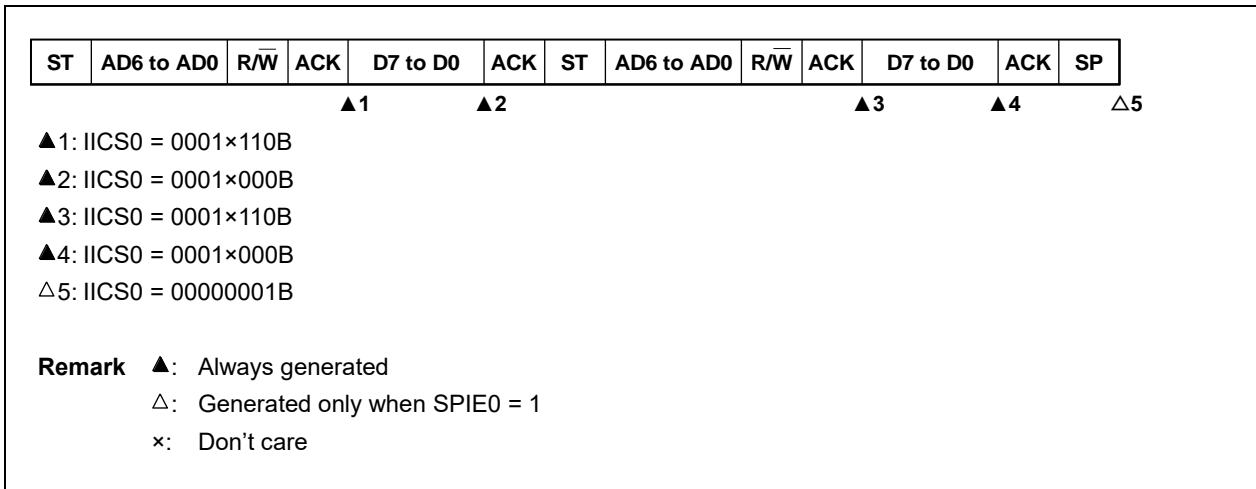 ST AD6 to AD0 R/W̅ ACK D7 to D0 ACK ST AD6 to AD0 R/W̅ ACK D7 to D0 ACK SP
▲1 ▲2 ▲3 ▲4 △5
▲1: IICS0 = 0001×110B
▲2: IICS0 = 0001×000B
▲3: IICS0 = 0001×110B
▲4: IICS0 = 0001×000B
△5: IICS0 = 00000001B
Remark ▲: Always generated
△: Generated only when SPIE0 = 1
×: Don't care